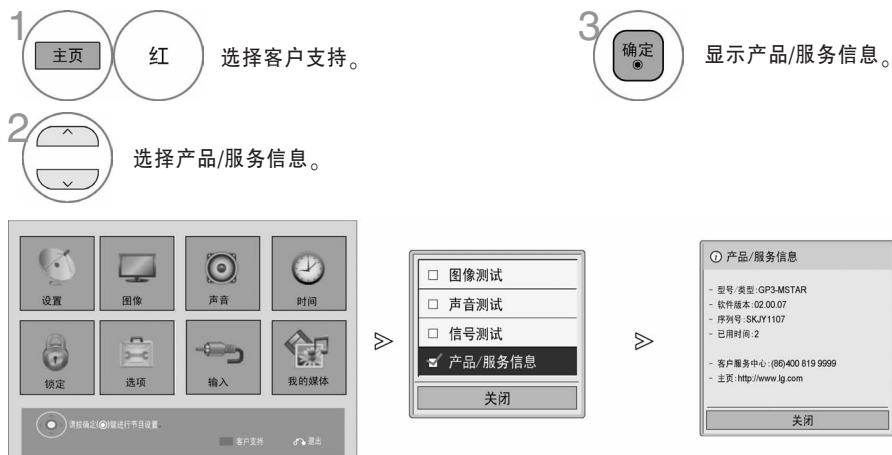 1
主页
红
选择客户支持。
2
选择产品/服务信息。
3
确定
显示产品/服务信息。
设置
图像
声音
时间
锁定
选项
输入
我的媒体
请按确定(◉)键进行节目设置。
客户支持
退出
≫
□ 图像测试
□ 声音测试
□ 信号测试
☑ 产品/服务信息
关闭
≫
ⓘ 产品/服务信息
- 型号/类型:GP3-MSTAR
- 软件版本:02.00.07
- 序列号:SKJY1107
- 已用时间:2
- 客户服务中心:(86)400 819 9999
- 主页:http://www.lg.com
关闭